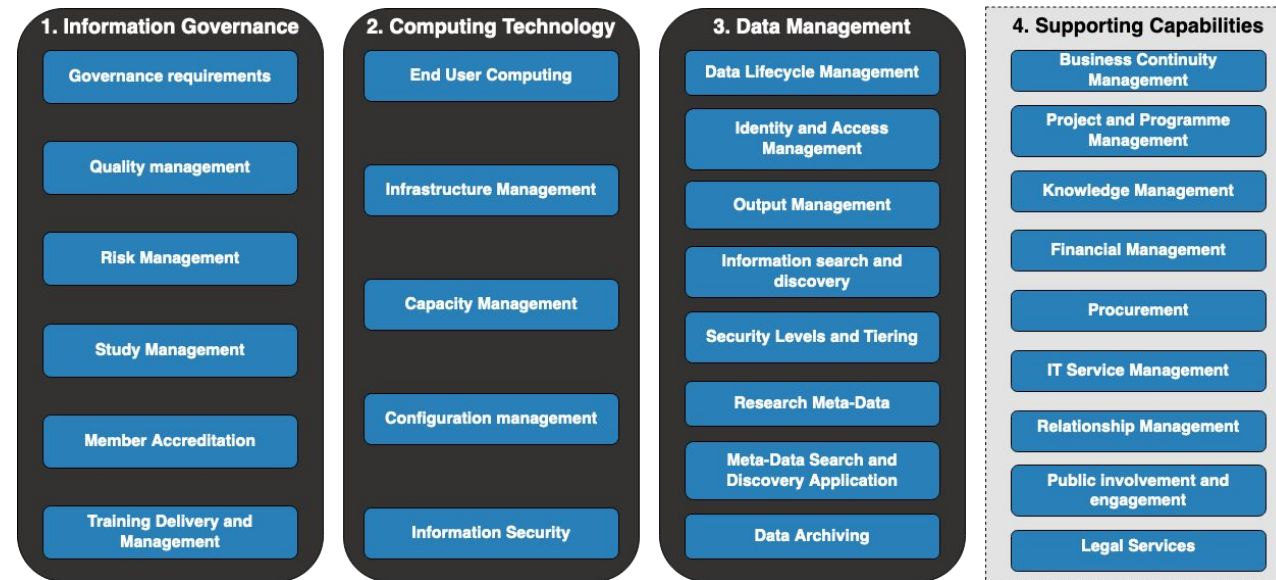 1. Information Governance
Governance requirements
Quality management
Risk Management
Study Management
Member Accreditation
Training Delivery and
Management
2. Computing Technology
End User Computing
Infrastructure Management
Capacity Management
Configuration management
Information Security
3. Data Management
Data Lifecycle Management
Identity and Access
Management
Output Management
Information search and
discovery
Security Levels and Tiering
Research Meta-Data
Meta-Data Search and
Discovery Application
Data Archiving
4. Supporting Capabilities
Business Continuity
Management
Project and Programme
Management
Knowledge Management
Financial Management
Procurement
IT Service Management
Relationship Management
Public involvement and
engagement
Legal Services